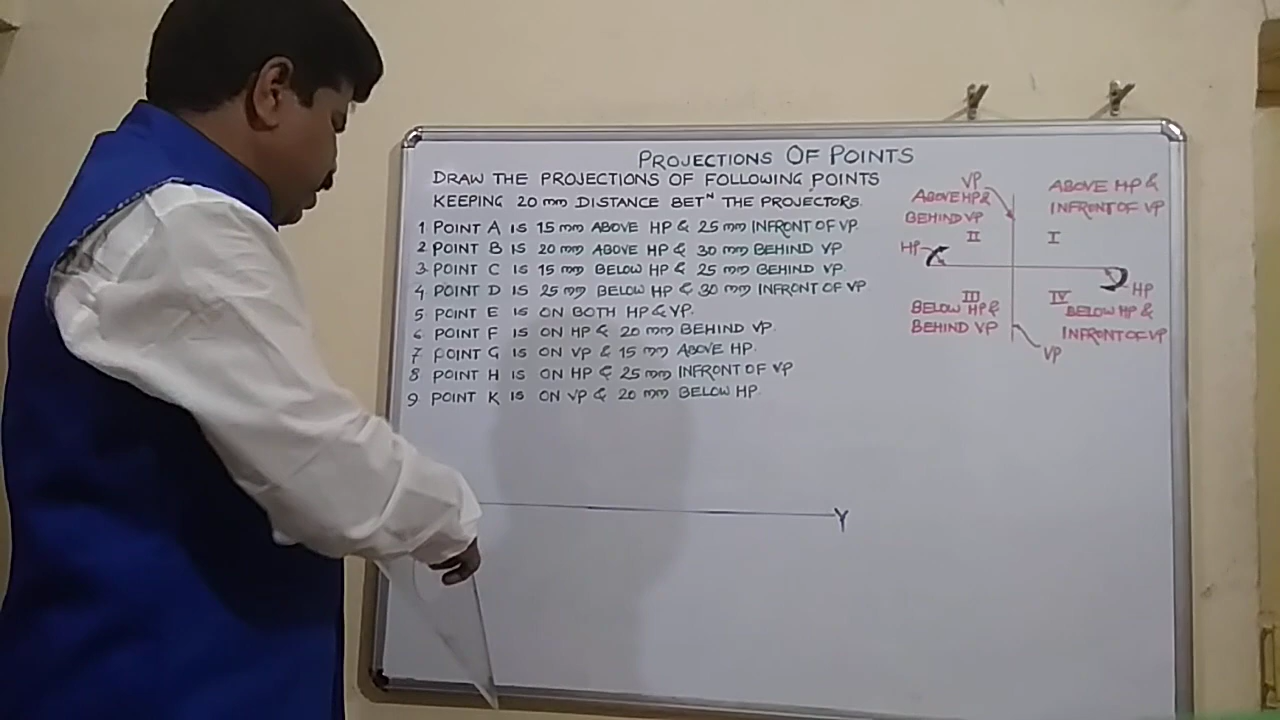 PROJECTIONS OF POINTS
DRAW THE PROJECTIONS OF FOLLOWING POINTS
KEEPING 20 mm DISTANCE BETN THE PROJECTORS.
1 POINT A IS 15 mm ABOVE HP & 25 mm INFRONT OF VP.
2 POINT B IS 20 mm ABOVE HP & 30 mm BEHIND VP
3 POINT C IS 15 mm BELOW HP & 25 mm BEHIND VP.
4 POINT D IS 25 mm BELOW HP & 30 mm INFRONT OF VP
5 POINT E IS ON BOTH HP & VP.
6 POINT F IS ON HP & 20 mm BEHIND VP.
7 POINT G IS ON VP & 15 mm ABOVE HP.
8 POINT H IS ON HP & 25 mm INFRONT OF VP
9 POINT K IS ON VP & 20 mm BELOW HP.
VP
ABOVE HP &
BEHIND VP
II
ABOVE HP &
INFRONT OF VP
I
HP
HP
III
BELOW HP &
BEHIND VP
IV
BELOW HP &
INFRONT OF VP
VP
Y